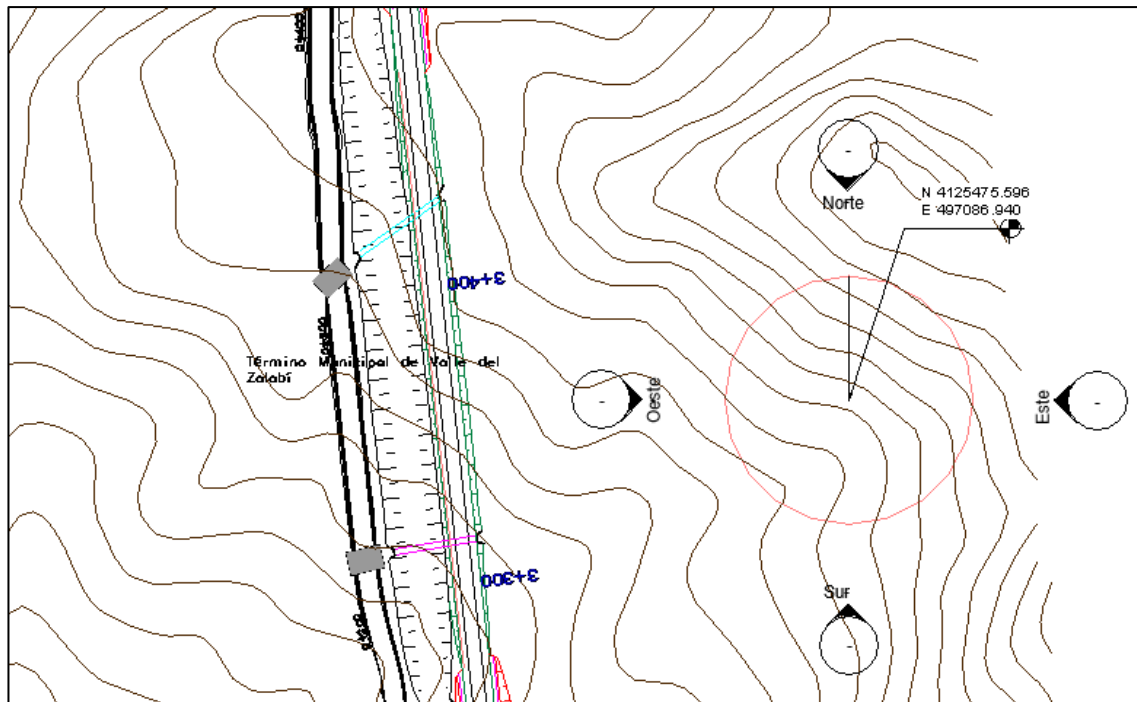 Norte
N 4125475.596
E 497086.940
3+400
Término Municipal de Valle del
Zalabí
Oeste
Este
3+300
Sur